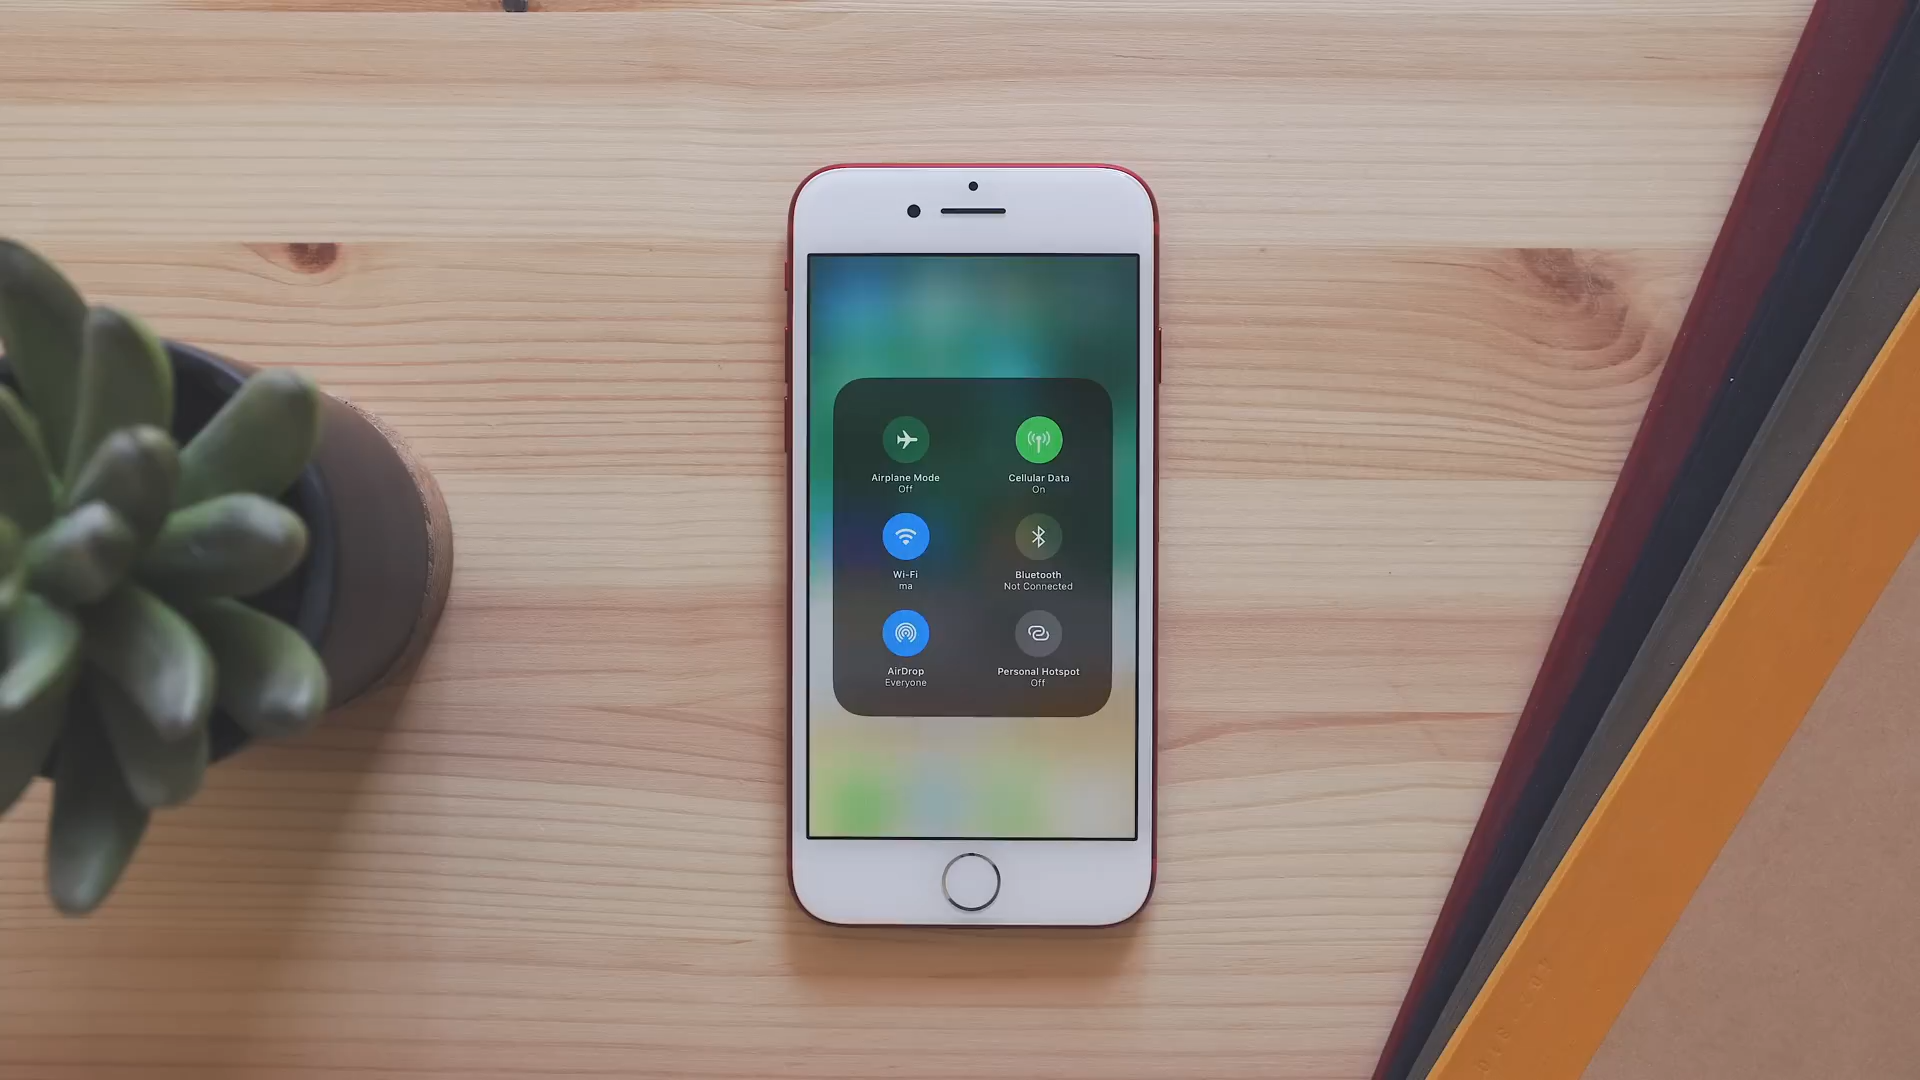 Airplane Mode
Off
Cellular Data
On
Wi-Fi
ma
Bluetooth
Not Connected
AirDrop
Everyone
Personal Hotspot
Off